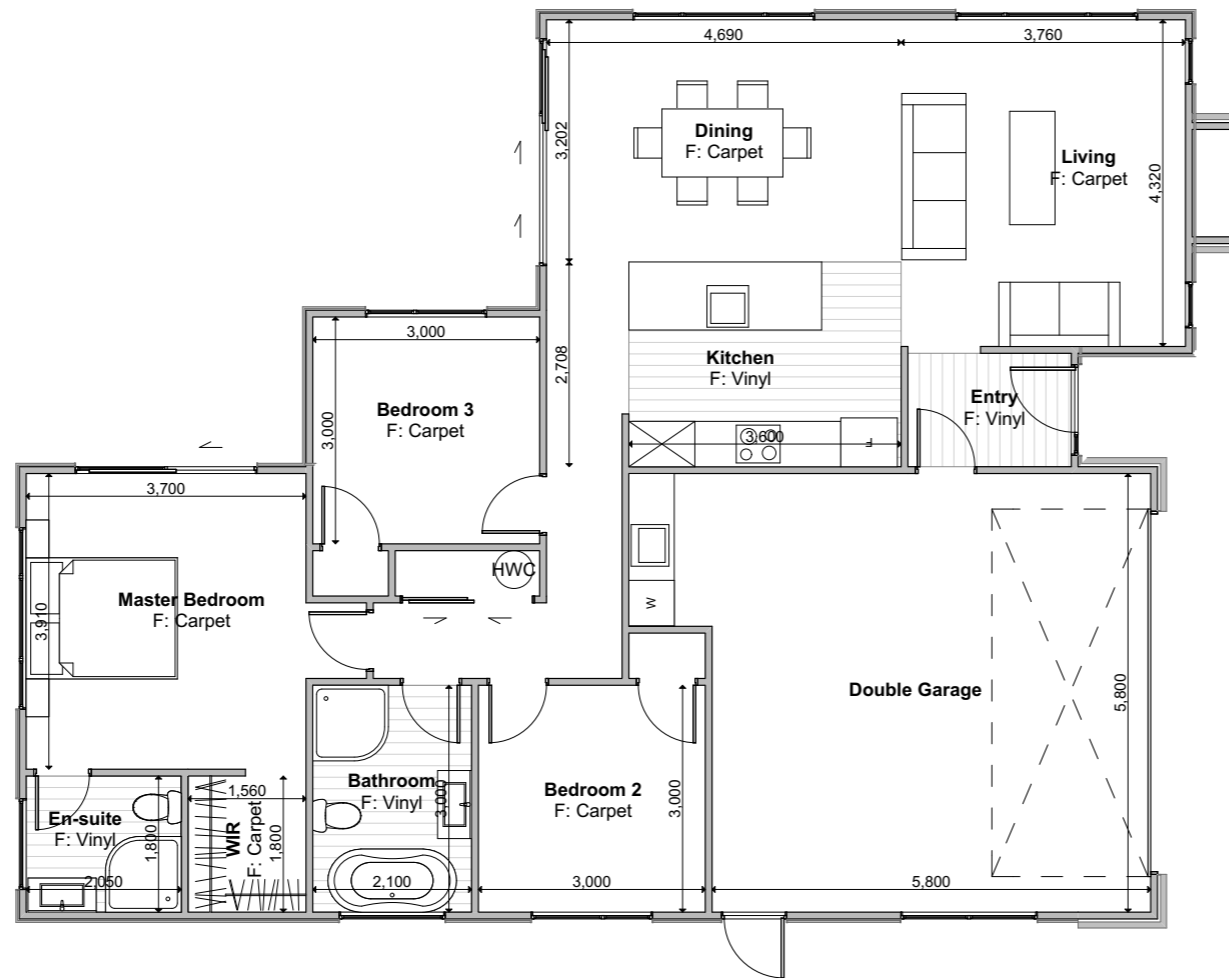 4,690
3,760
Dining
F: Carpet
3,202
Living
F: Carpet
4,320
3,000
2,708
Kitchen
F: Vinyl
Bedroom 3
F: Carpet
Entry
F: Vinyl
3,000
3,600
F
3,700
HWC
W
Master Bedroom
F: Carpet
3,910
Double Garage
5,800
Bathroom
F: Vinyl
3,000
Bedroom 2
F: Carpet
3,000
1,560
En-suite
F: Vinyl
1,800
WIR
F: Carpet
1,800
2,050
2,100
3,000
5,800